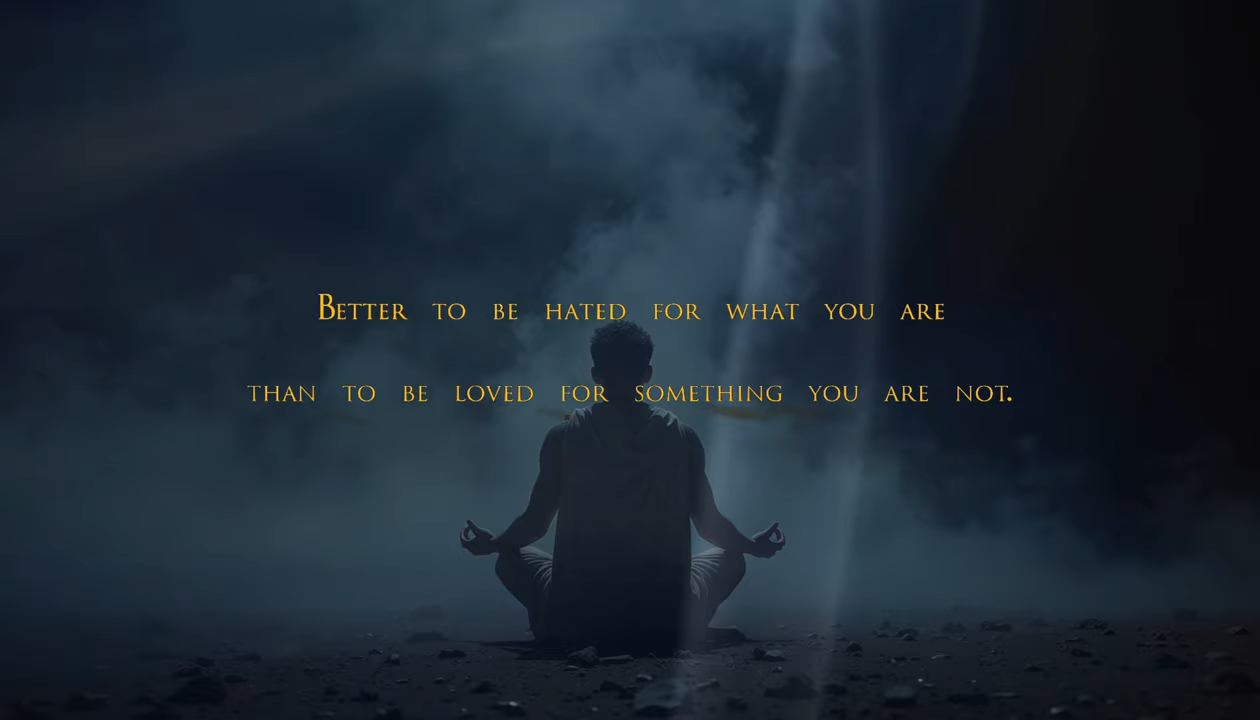 Better to be hated for what you are
than to be loved for something you are not.